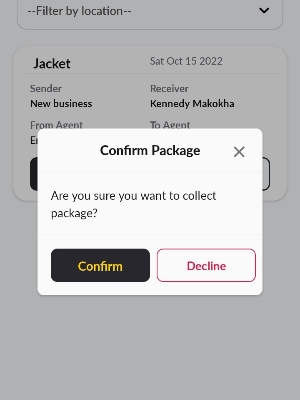 --Filter by location--
Jacket
Sat Oct 15 2022
Sender
Receiver
New business
Kennedy Makokha
From Agent
To Agent
Confirm Package
Are you sure you want to collect
package?
Confirm
Decline